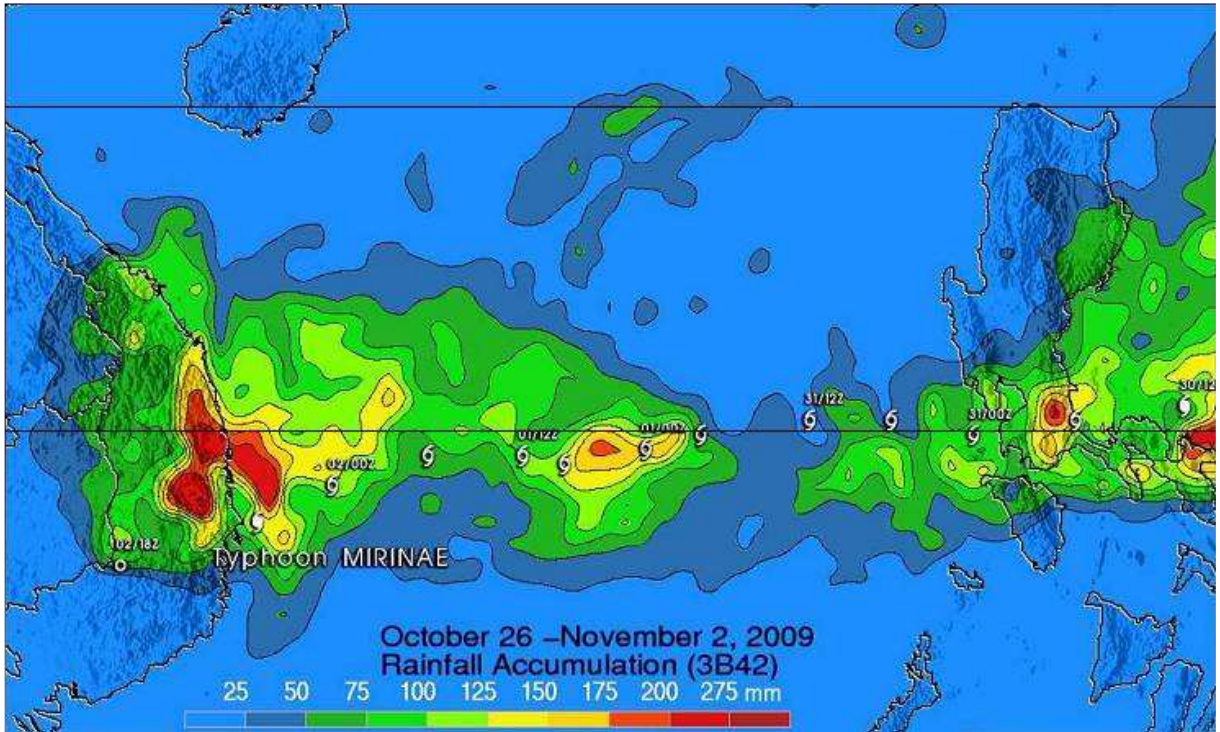 30/12Z
31/12Z
31/00Z
01/00Z
01/12Z
02/00Z
02/18Z
Typhoon MIRINAE
October 26 –November 2, 2009
Rainfall Accumulation (3B42)
25 50 75 100 125 150 175 200 275 mm